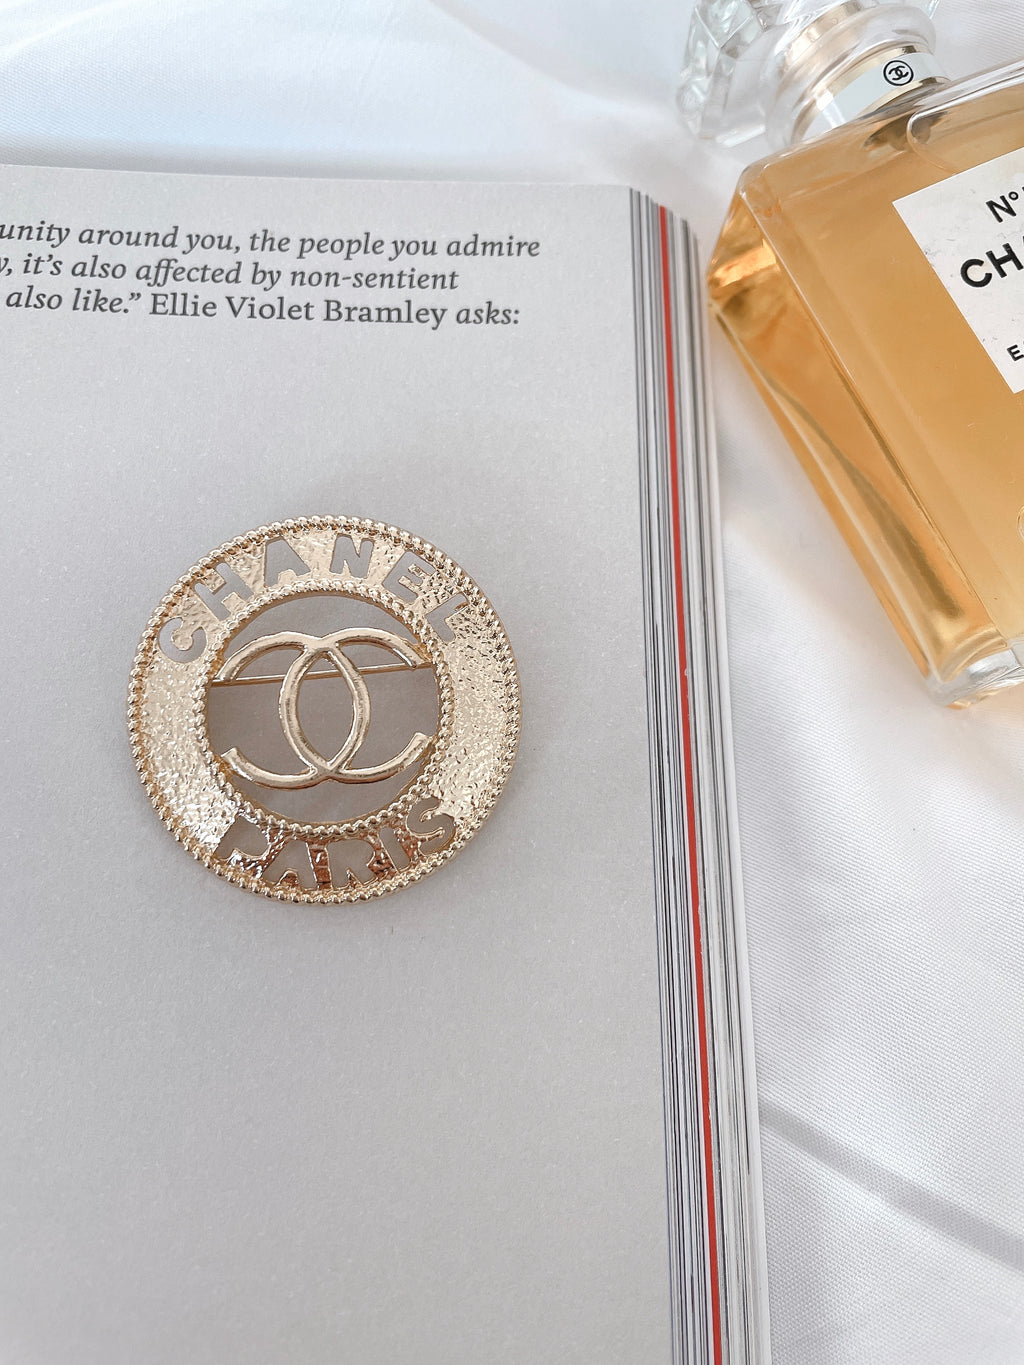 unity around you, the people you admire
, it's also affected by non-sentient
also like.” Ellie Violet Bramley asks:
CHANEL
PARIS
N°
CHA
E